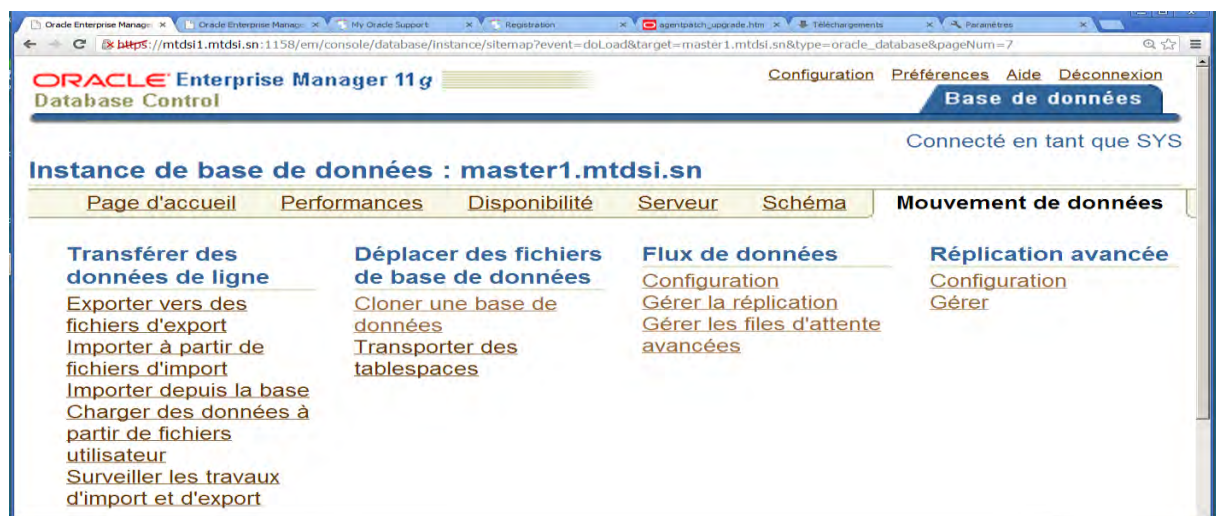 Oracle Enterprise Manage
Oracle Enterprise Manage
My Oracle Support
Registration
agentpatch_upgrade.htm
Téléchargements
Paramètres
https://mtdsi1.mtdsi.sn:1158/em/console/database/instance/sitemap?event=doLoad&target=master1.mtdsi.sn&type=oracle_database&pageNum=7
ORACLE Enterprise Manager 11 g
Database Control
Configuration Préférences Aide Déconnexion
Base de données
Connecté en tant que SYS
Instance de base de données : master1.mtdsi.sn
Page d'accueil Performances Disponibilité Serveur Schéma Mouvement de données
Transférer des
données de ligne
Exporter vers des
fichiers d'export
Importer à partir de
fichiers d'import
Importer depuis la base
Charger des données à
partir de fichiers
utilisateur
Surveiller les travaux
d'import et d'export
Déplacer des fichiers
de base de données
Cloner une base de
données
Transporter des
tablespaces
Flux de données
Configuration
Gérer la réplication
Gérer les files d'attente
avancées
Réplication avancée
Configuration
Gérer